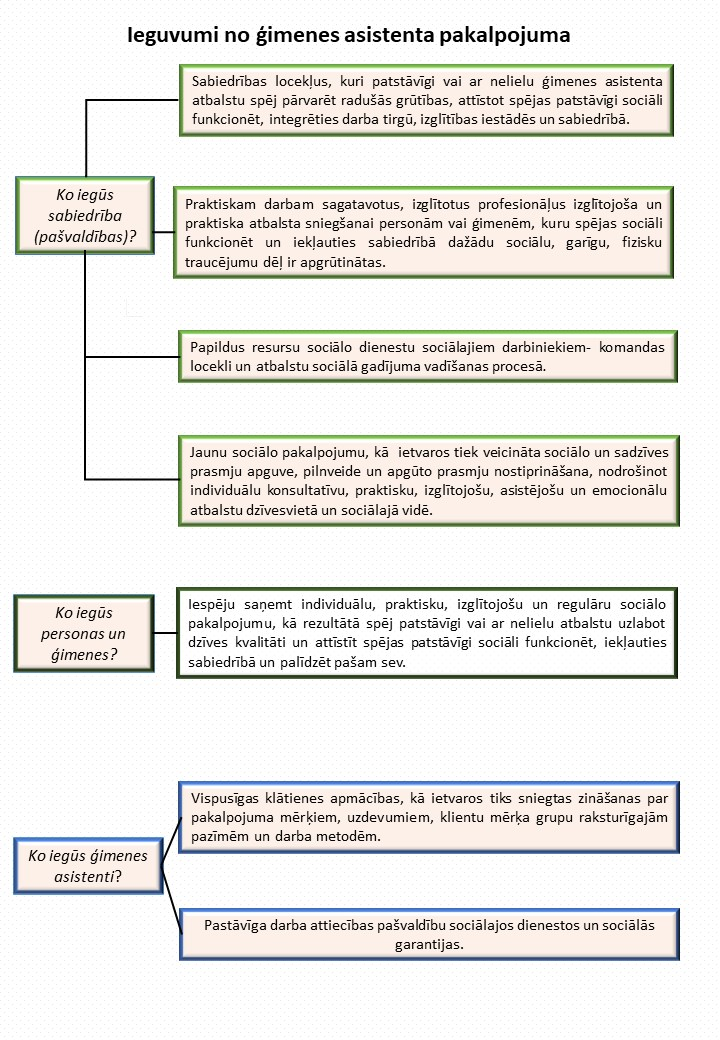 Ieguvumi no ģimenes asistenta pakalpojuma
Sabiedrības locekļus, kuri patstāvīgi vai ar nelielu ģimenes asistenta
atbalstu spēj pārvarēt radušās grūtības, attīstot spējas patstāvīgi sociāli
funkcionēt, integrēties darba tirgū, izglītības iestādēs un sabiedrībā.
Ko iegūs
sabiedrība
(pašvaldības)?
Praktiskam darbam sagatavotus, izglītotus profesionāļus izglītojoša un
praktiska atbalsta sniegšanai personām vai ģimenēm, kuru spējas sociāli
funkcionēt un iekļauties sabiedrībā dažādu sociālu, garīgu, fizisku
traucējumu dēļ ir apgrūtinātas.
Papildus resursu sociālo dienestu sociālajiem darbiniekiem- komandas
locekli un atbalstu sociālā gadījuma vadīšanas procesā.
Jaunu sociālo pakalpojumu, kā ietvaros tiek veicināta sociālo un sadzīves
prasmju apguve, pilnveide un apgūto prasmju nostiprināšana, nodrošinot
individuālu konsultatīvu, praktisku, izglītojošu, asistējošu un emocionālu
atbalstu dzīvesvietā un sociālajā vidē.
Ko iegūs
personas un
ģimenes?
Iespēju saņemt individuālu, praktisku, izglītojošu un regulāru sociālo
pakalpojumu, kā rezultātā spēj patstāvīgi vai ar nelielu atbalstu uzlabot
dzīves kvalitāti un attīstīt spējas patstāvīgi sociāli funkcionēt, iekļauties
sabiedrībā un palīdzēt pašam sev.
Ko iegūs ģimenes
asistenti?
Vispusīgas klātienes apmācības, kā ietvaros tiks sniegtas zināšanas par
pakalpojuma mērķiem, uzdevumiem, klientu mērķa grupu raksturīgajām
pazīmēm un darba metodēm.
Pastāvīga darba attiecības pašvaldību sociālajos dienestos un sociālās
garantijas.